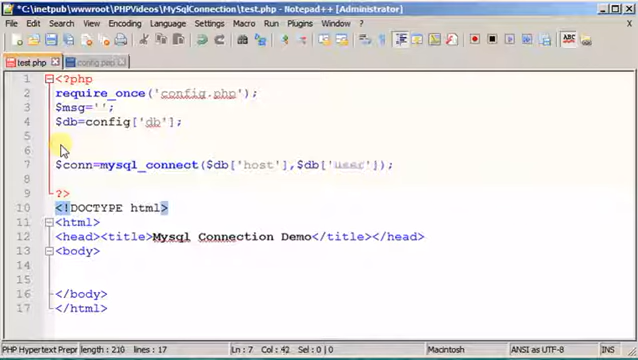 *C:\inetpub\wwwroot\PHPVideos\MySqlConnection\test.php - Notepad++ [Administrator]
File Edit Search View Encoding Language Settings Macro Run Plugins Window ?
test.php config.php
1 <?php
2 require_once('config.php');
3 $msg='';
4 $db=config['db'];
5
6
7 $conn=mysql_connect($db['host'],$db['user']);
8
9 ?>
10 <!DOCTYPE html>
11 <html>
12 <head><title>Mysql Connection Demo</title></head>
13 <body>
14
15
16 </body>
17 </html>
PHP Hypertext Prepr length : 210 lines : 17 Ln : 7 Col : 42 Sel : 0 | 0 Macintosh ANSI as UTF-8 INS